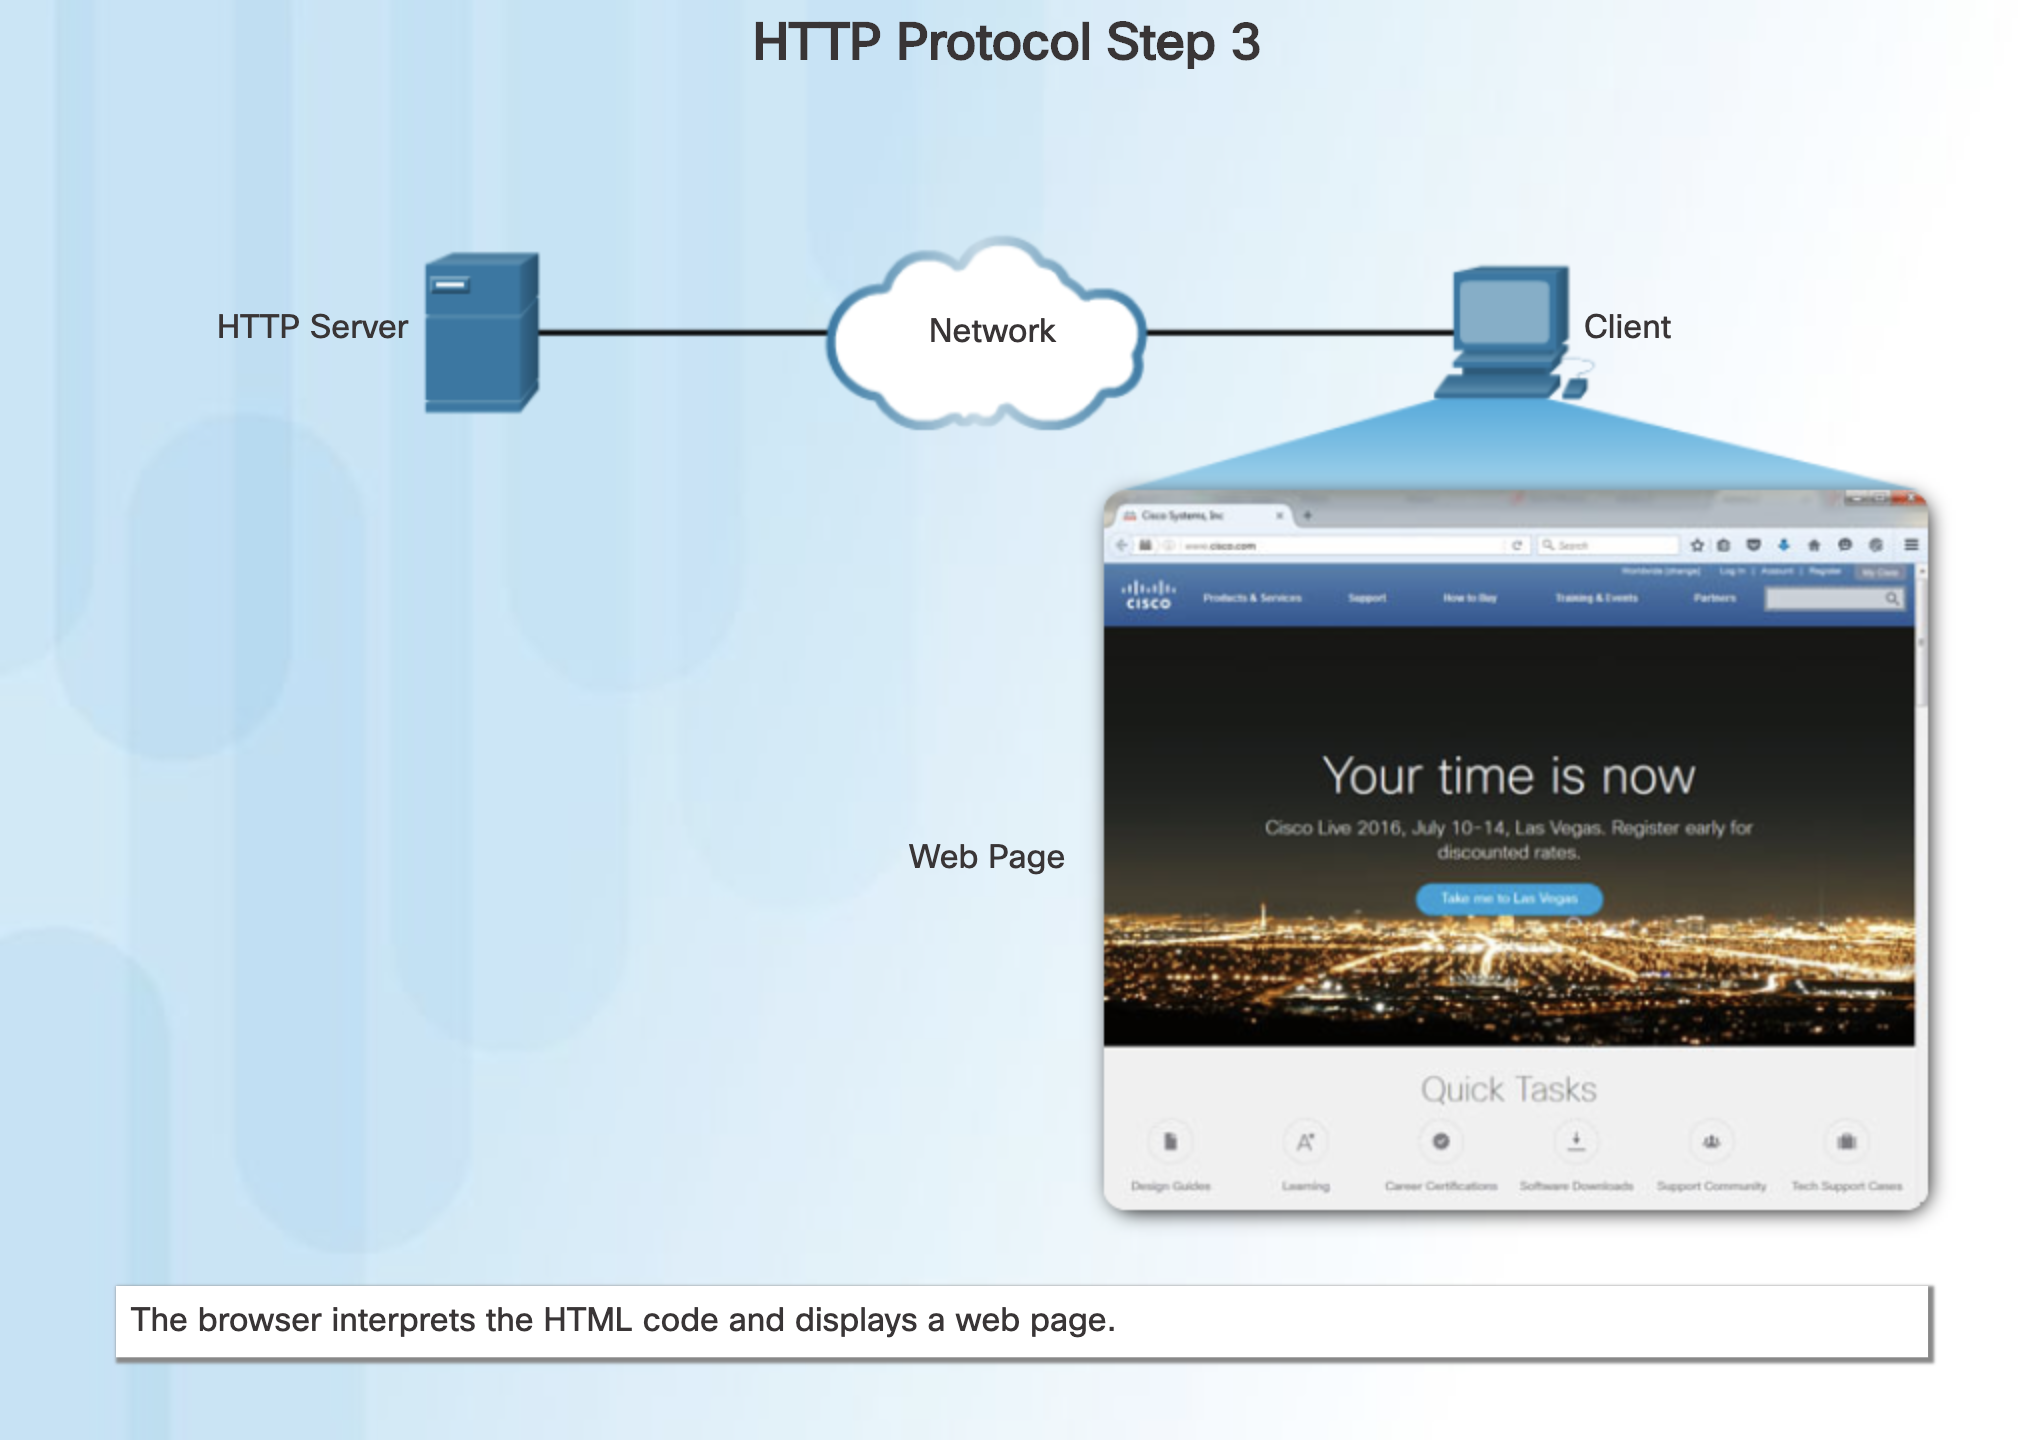 HTTP Protocol Step 3
HTTP Server
Network
Client
Cisco Systems, Inc
www.cisco.com
Search
Worldwide [change] Log In | Account | Register My Cisco
CISCO
Products & Services Support How to Buy Training & Events Partners
Your time is now
Cisco Live 2016, July 10-14, Las Vegas. Register early for
discounted rates.
Web Page
Take me to Las Vegas
Quick Tasks
Design Guides Learning Career Certifications Software Downloads Support Community Tech Support Cases
The browser interprets the HTML code and displays a web page.